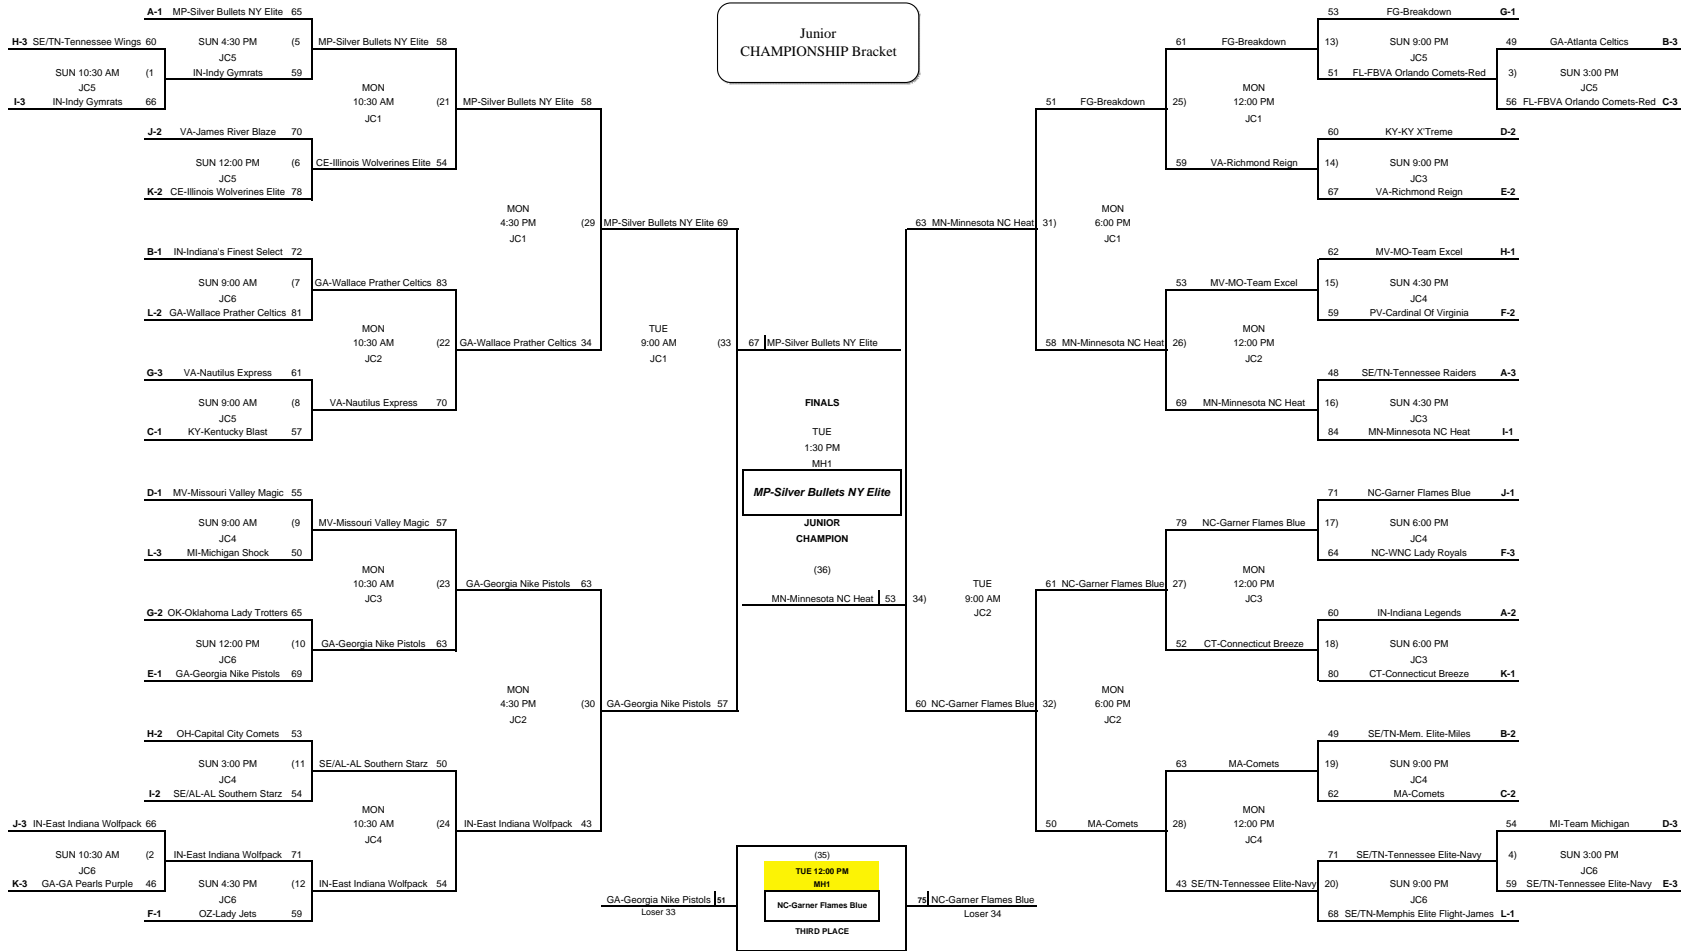 Junior
CHAMPIONSHIP Bracket
A-1 MP-Silver Bullets NY Elite 65
H-3 SE/TN-Tennessee Wings 60
SUN 4:30 PM (5
JC5
MP-Silver Bullets NY Elite 58
SUN 10:30 AM (1
JC5
IN-Indy Gymrats 59
I-3 IN-Indy Gymrats 66
MON
10:30 AM (21
JC1
MP-Silver Bullets NY Elite 58
J-2 VA-James River Blaze 70
SUN 12:00 PM (6
JC5
CE-Illinois Wolverines Elite 54
K-2 CE-Illinois Wolverines Elite 78
MON
4:30 PM (29
JC1
MP-Silver Bullets NY Elite 69
B-1 IN-Indiana's Finest Select 72
SUN 9:00 AM (7
JC6
GA-Wallace Prather Celtics 83
L-2 GA-Wallace Prather Celtics 81
MON
10:30 AM (22
JC2
GA-Wallace Prather Celtics 34
G-3 VA-Nautilus Express 61
SUN 9:00 AM (8
JC5
VA-Nautilus Express 70
C-1 KY-Kentucky Blast 57
TUE
9:00 AM (33
JC1
67 MP-Silver Bullets NY Elite
D-1 MV-Missouri Valley Magic 55
SUN 9:00 AM (9
JC4
MV-Missouri Valley Magic 57
L-3 MI-Michigan Shock 50
MON
10:30 AM (23
JC3
GA-Georgia Nike Pistols 63
G-2 OK-Oklahoma Lady Trotters 65
SUN 12:00 PM (10
JC6
GA-Georgia Nike Pistols 63
E-1 GA-Georgia Nike Pistols 69
MON
4:30 PM (30
JC2
GA-Georgia Nike Pistols 57
H-2 OH-Capital City Comets 53
SUN 3:00 PM (11
JC4
SE/AL-AL Southern Starz 50
I-2 SE/AL-AL Southern Starz 54
MON
10:30 AM (24
JC4
IN-East Indiana Wolfpack 43
J-3 IN-East Indiana Wolfpack 66
SUN 10:30 AM (2
JC6
IN-East Indiana Wolfpack 71
K-3 GA-GA Pearls Purple 46
SUN 4:30 PM (12
JC6
IN-East Indiana Wolfpack 54
F-1 OZ-Lady Jets 59
FINALS
TUE
1:30 PM
MH1
MP-Silver Bullets NY Elite
JUNIOR
CHAMPION
(36)
MN-Minnesota NC Heat 53
34) TUE
9:00 AM
JC2
53 FG-Breakdown G-1
61 FG-Breakdown
13) SUN 9:00 PM
JC5
49 GA-Atlanta Celtics B-3
51 FL-FBVA Orlando Comets-Red
3) SUN 3:00 PM
JC5
56 FL-FBVA Orlando Comets-Red C-3
51 FG-Breakdown
25) MON
12:00 PM
JC1
60 KY-KY X'Treme D-2
59 VA-Richmond Reign
14) SUN 9:00 PM
JC3
67 VA-Richmond Reign E-2
63 MN-Minnesota NC Heat
31) MON
6:00 PM
JC1
62 MV-MO-Team Excel H-1
53 MV-MO-Team Excel
15) SUN 4:30 PM
JC4
59 PV-Cardinal Of Virginia F-2
58 MN-Minnesota NC Heat
26) MON
12:00 PM
JC2
48 SE/TN-Tennessee Raiders A-3
69 MN-Minnesota NC Heat
16) SUN 4:30 PM
JC3
84 MN-Minnesota NC Heat I-1
71 NC-Garner Flames Blue J-1
79 NC-Garner Flames Blue
17) SUN 6:00 PM
JC4
64 NC-WNC Lady Royals F-3
61 NC-Garner Flames Blue
27) MON
12:00 PM
JC3
60 IN-Indiana Legends A-2
52 CT-Connecticut Breeze
18) SUN 6:00 PM
JC3
80 CT-Connecticut Breeze K-1
60 NC-Garner Flames Blue
32) MON
6:00 PM
JC2
49 SE/TN-Mem. Elite-Miles B-2
63 MA-Comets
19) SUN 9:00 PM
JC4
62 MA-Comets C-2
50 MA-Comets
28) MON
12:00 PM
JC4
54 MI-Team Michigan D-3
71 SE/TN-Tennessee Elite-Navy
4) SUN 3:00 PM
JC6
59 SE/TN-Tennessee Elite-Navy E-3
43 SE/TN-Tennessee Elite-Navy
20) SUN 9:00 PM
JC6
68 SE/TN-Memphis Elite Flight-James L-1
(35)
TUE 12:00 PM
MH1
GA-Georgia Nike Pistols 51
Loser 33
NC-Garner Flames Blue
75 NC-Garner Flames Blue
Loser 34
THIRD PLACE